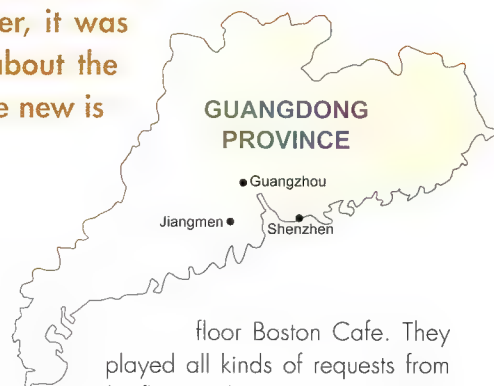 er, it was
about the
e new is
GUANGDONG
PROVINCE
Guangzhou
Jiangmen
Shenzhen
floor Boston Cafe. They
played all kinds of requests from